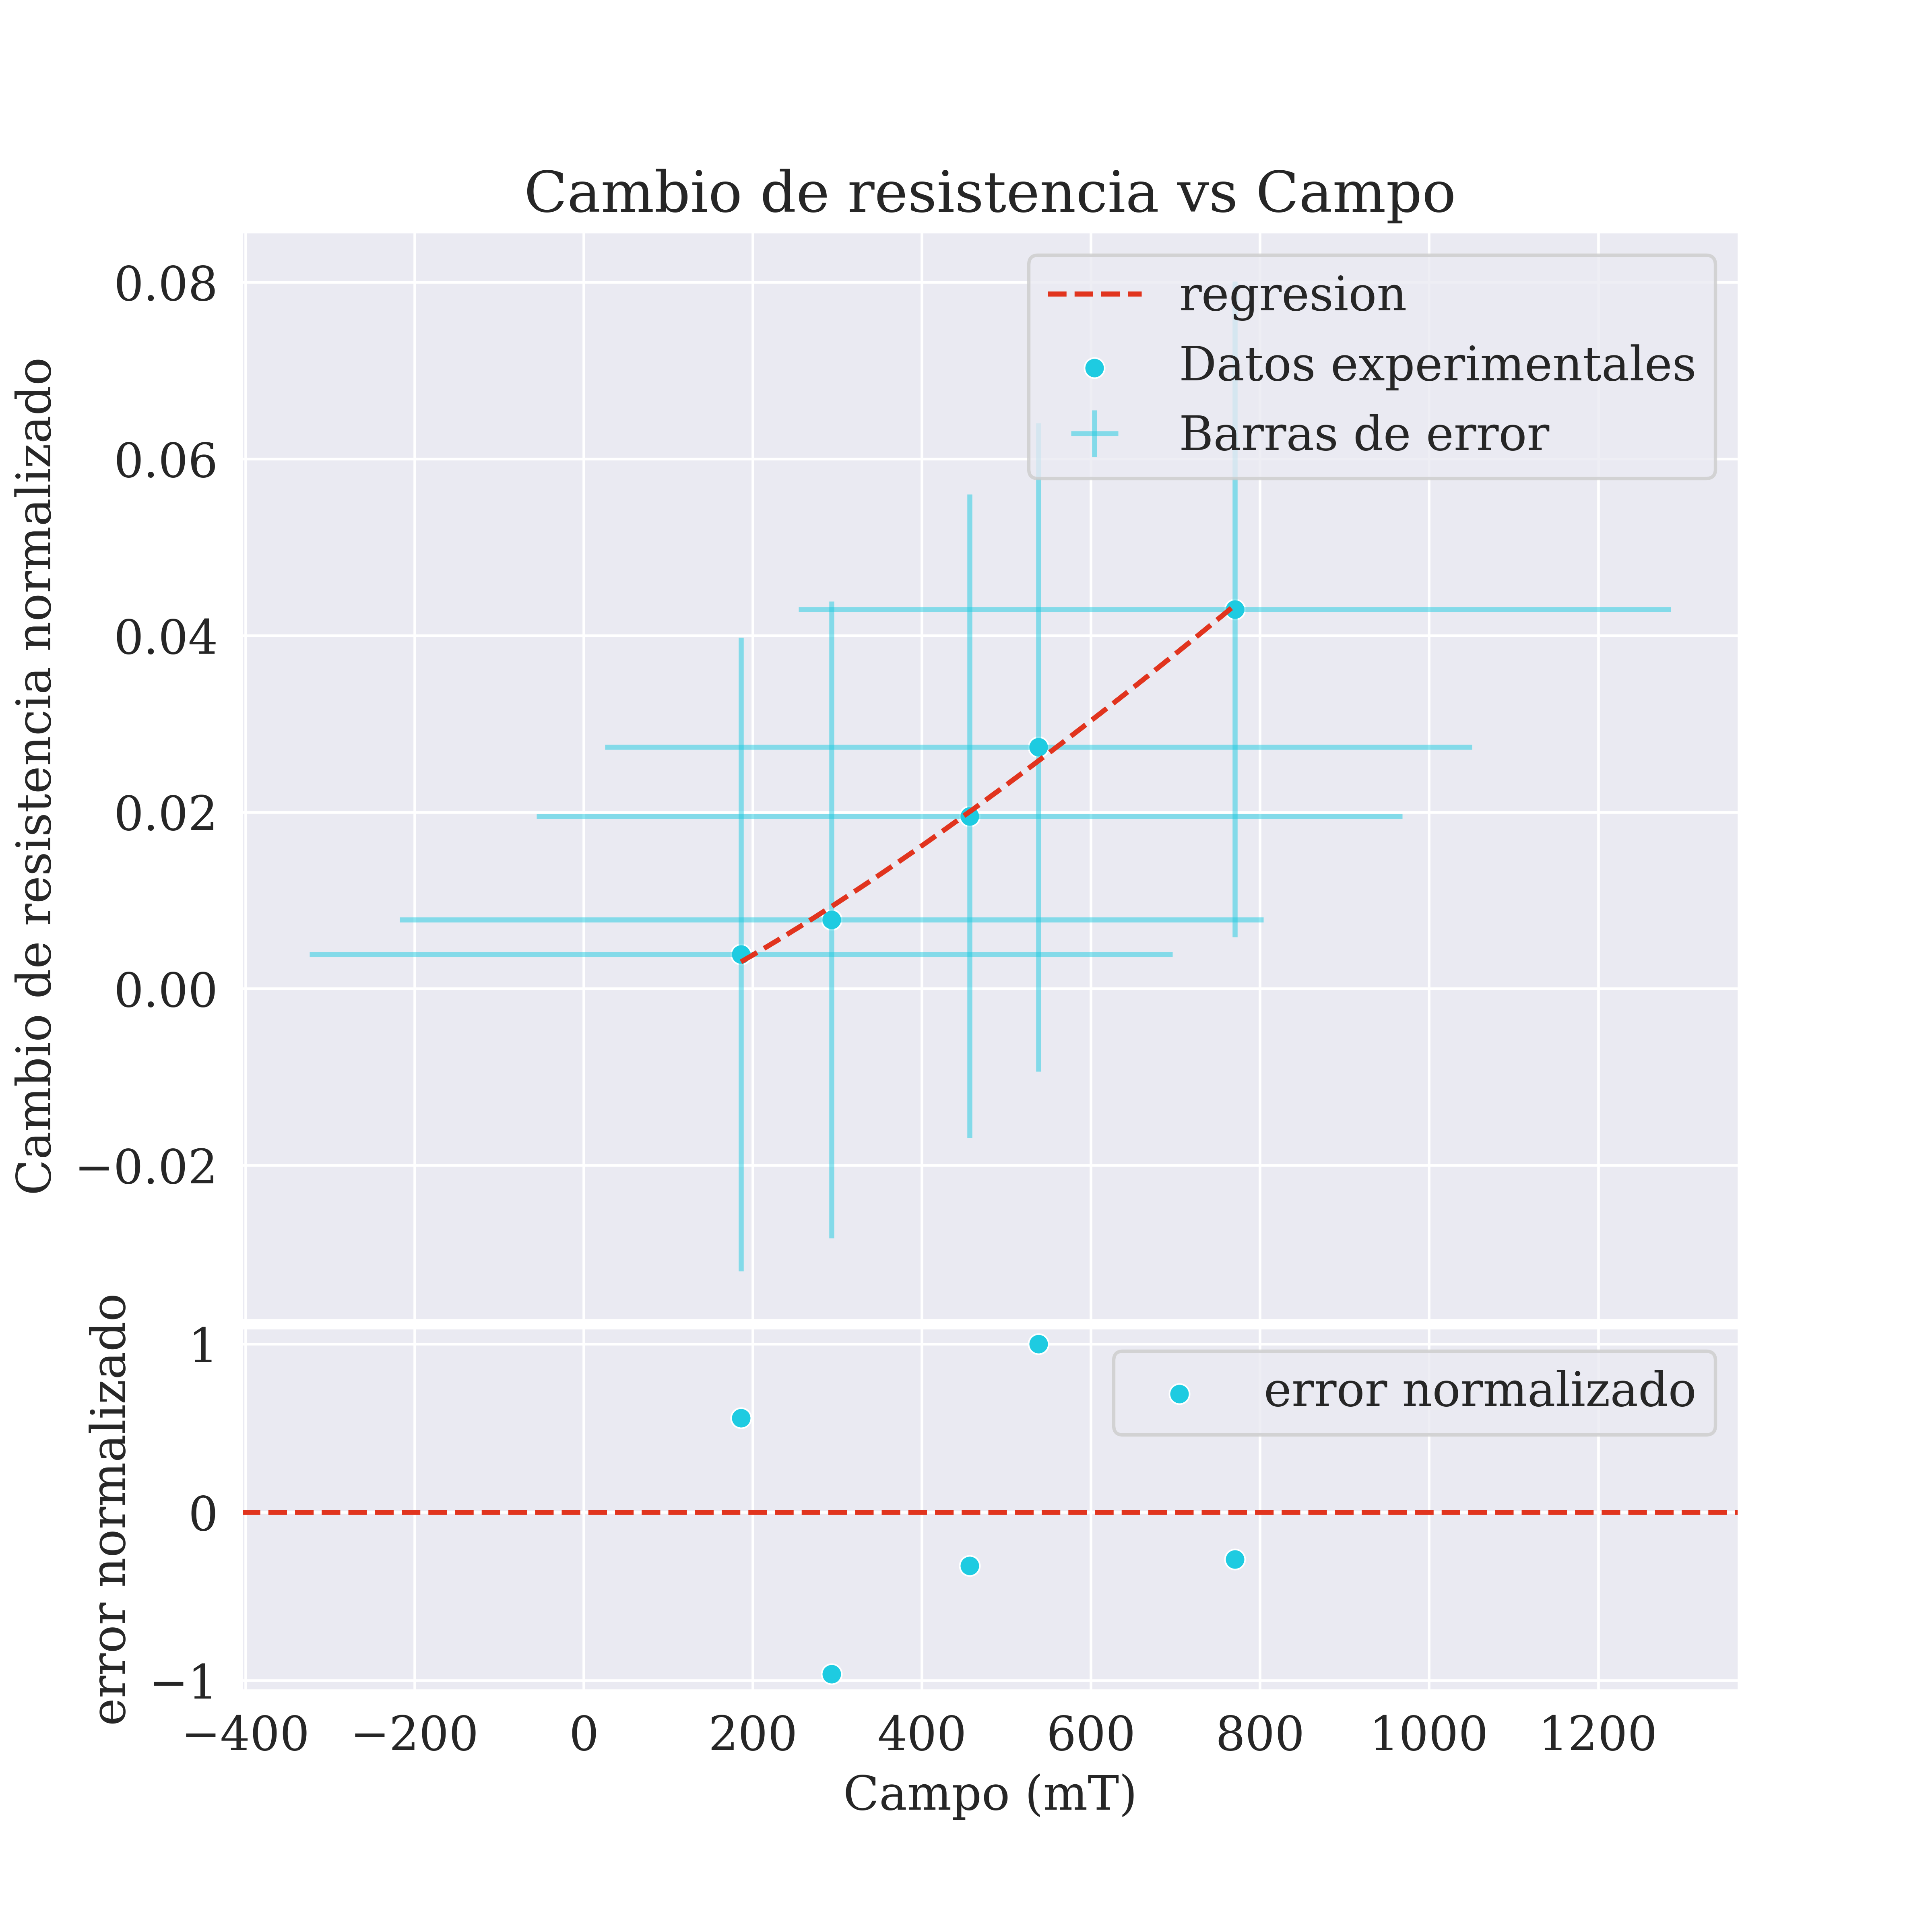 Cambio de resistencia vs Campo
0.08
0.06
0.04
0.02
0.00
−0.02
Cambio de resistencia normalizado
regresion
Datos experimentales
Barras de error
1
0
−1
error normalizado
error normalizado
−400 −200 0 200 400 600 800 1000 1200
Campo (mT)